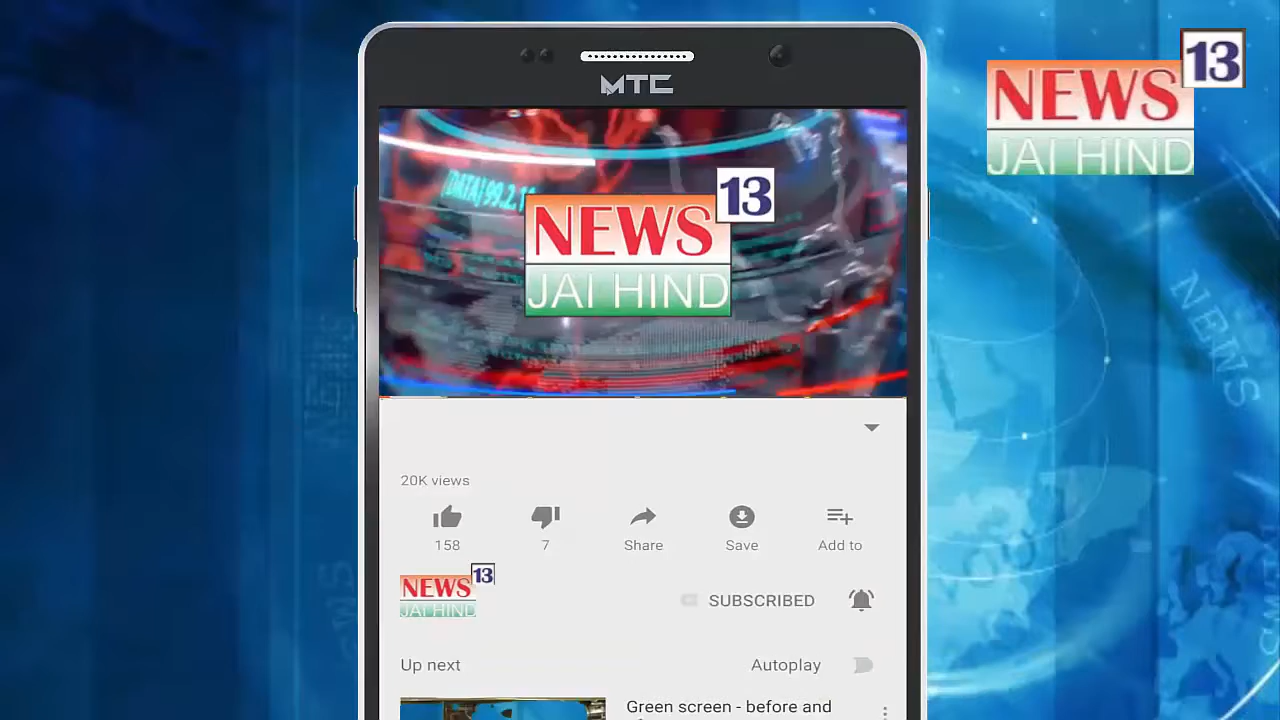 MTC
13
NEWS
JAI HIND
DATA|99.2.1
13
NEWS
JAI HIND
20K views
158
7
Share
Save
Add to
13
NEWS
JAI HIND
SUBSCRIBED
Up next
Autoplay
Green screen - before and
NEWS